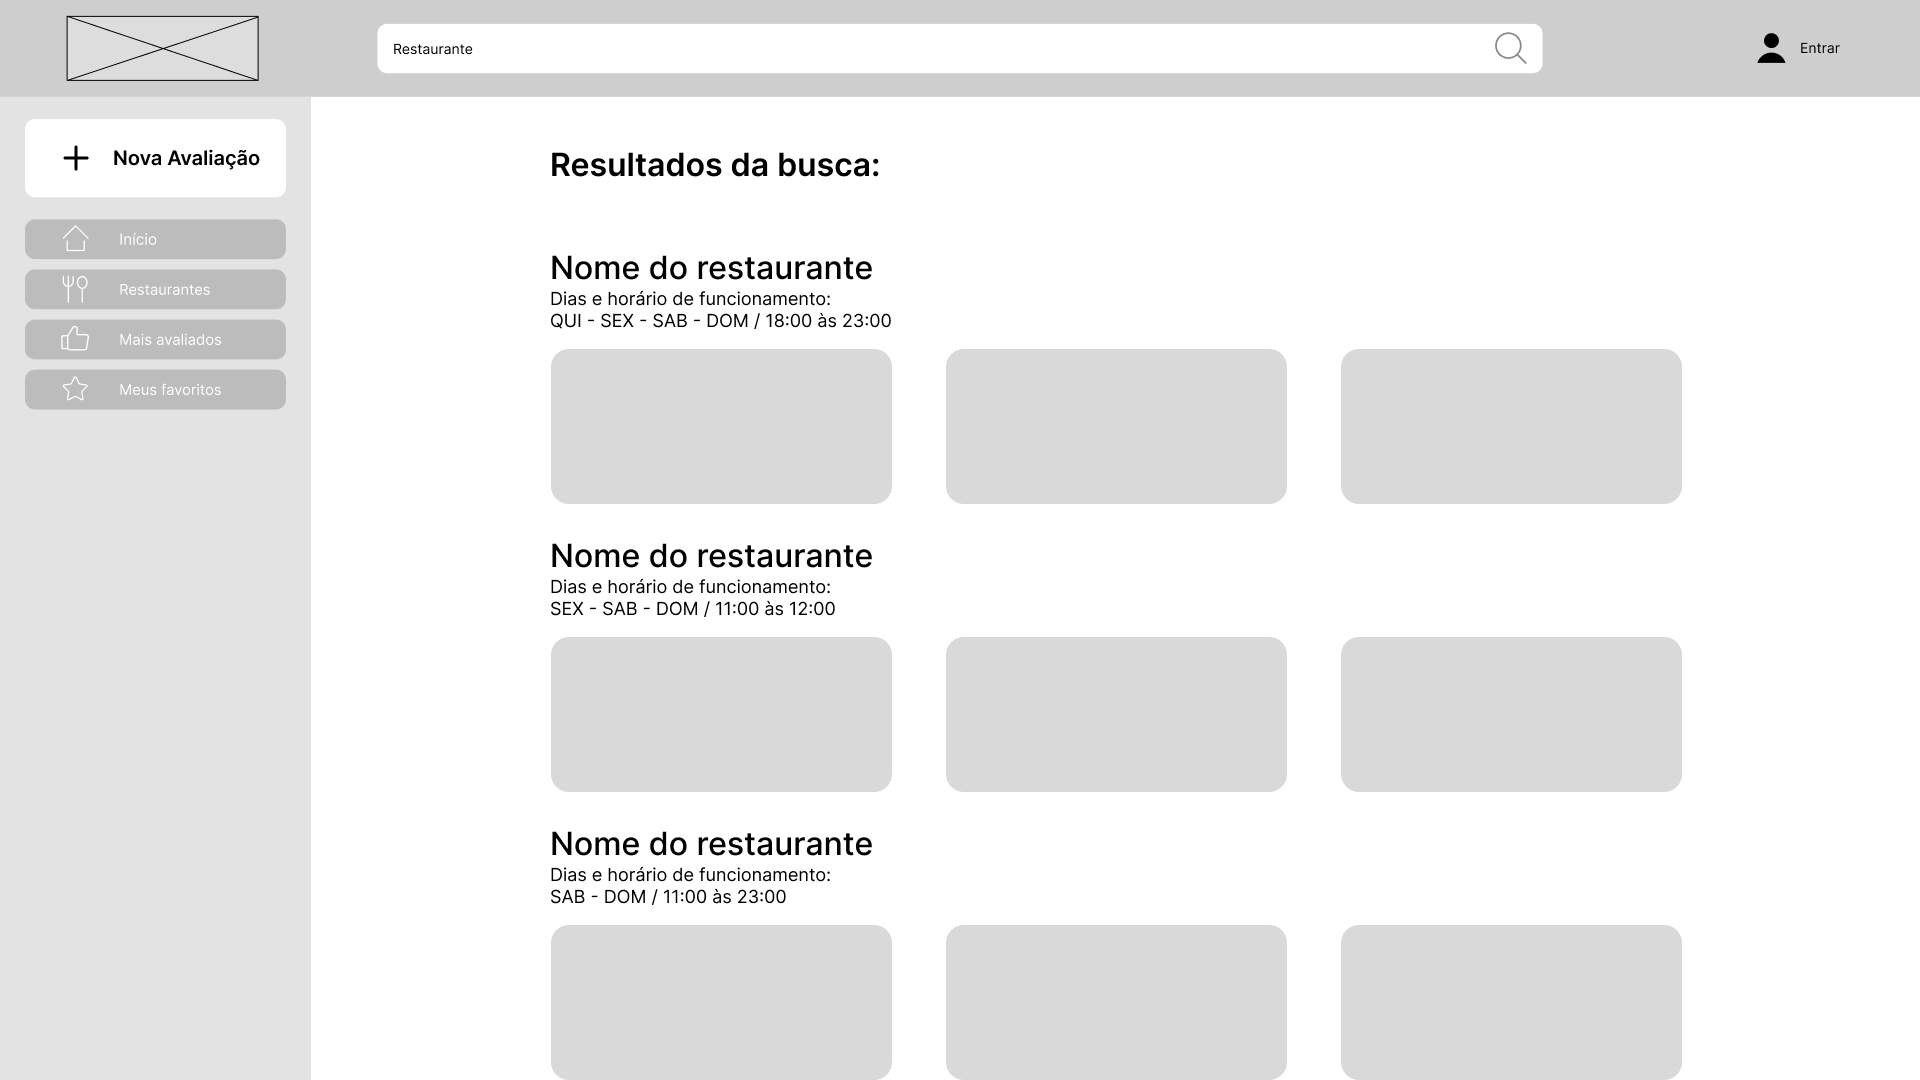 Restaurante
Entrar
Nova Avaliação
Início
Restaurantes
Mais avaliados
Meus favoritos
Resultados da busca:
Nome do restaurante
Dias e horário de funcionamento:
QUI - SEX - SAB - DOM / 18:00 às 23:00
Nome do restaurante
Dias e horário de funcionamento:
SEX - SAB - DOM / 11:00 às 12:00
Nome do restaurante
Dias e horário de funcionamento:
SAB - DOM / 11:00 às 23:00